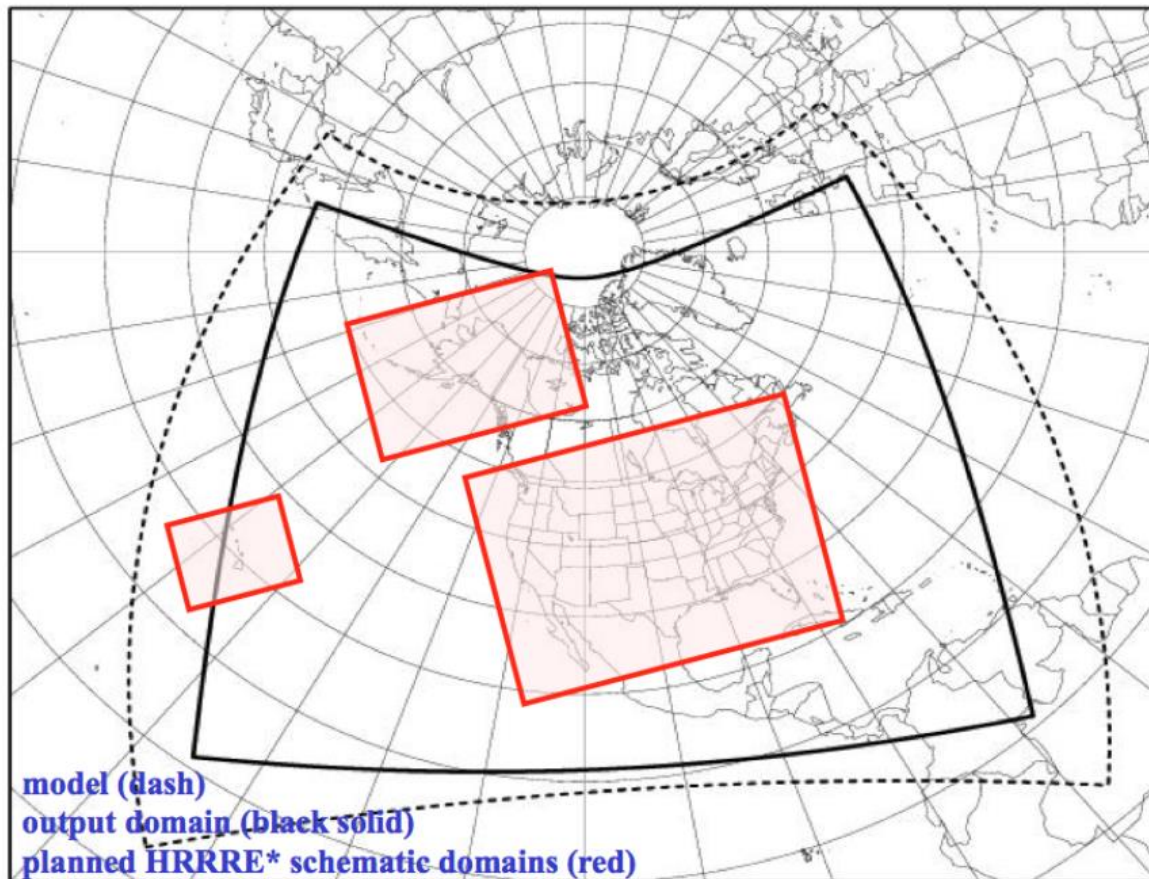 model (dash)
output domain (black solid)
planned HRRRE* schematic domains (red)